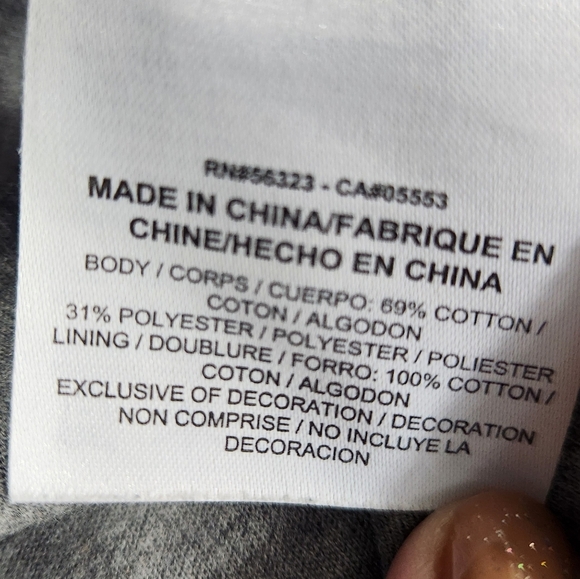 RN#56323 - CA#05553
MADE IN CHINA/FABRIQUE EN
CHINE/HECHO EN CHINA
BODY / CORPS / CUERPO: 69% COTTON /
COTON / ALGODON
31% POLYESTER / POLYESTER / POLIESTER
LINING / DOUBLURE / FORRO: 100% COTTON /
COTON / ALGODON
EXCLUSIVE OF DECORATION / DECORATION
NON COMPRISE / NO INCLUYE LA
DECORACION